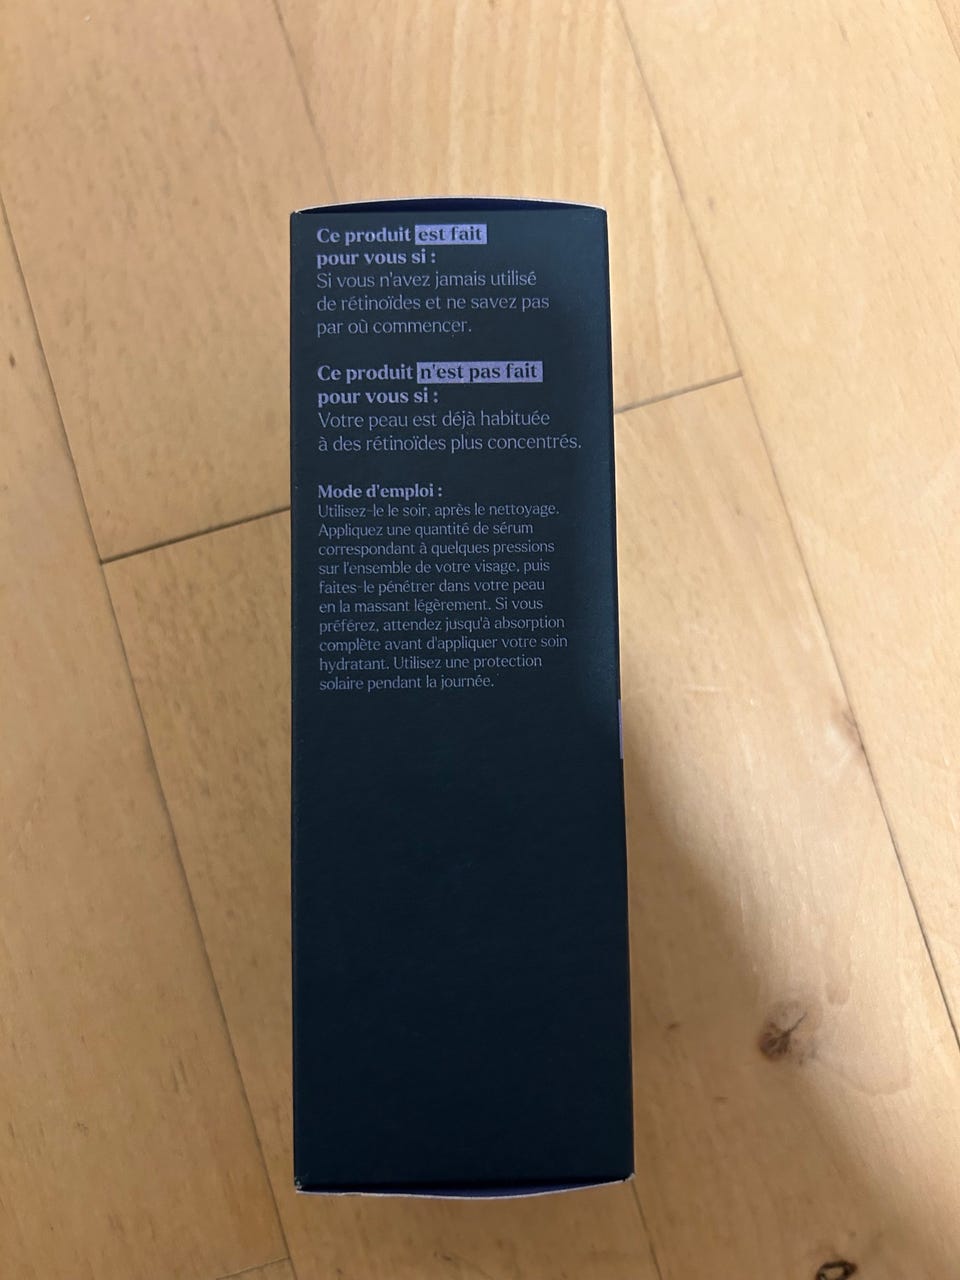 Ce produit est fait
pour vous si :
Si vous n'avez jamais utilisé
de rétinoïdes et ne savez pas
par où commencer.
Ce produit n'est pas fait
pour vous si :
Votre peau est déjà habituée
à des rétinoïdes plus concentrés.
Mode d'emploi :
Utilisez-le le soir, après le nettoyage.
Appliquez une quantité de sérum
correspondant à quelques pressions
sur l'ensemble de votre visage, puis
faites-le pénétrer dans votre peau
en la massant légèrement. Si vous
préférez, attendez jusqu'à absorption
complète avant d'appliquer votre soin
hydratant. Utilisez une protection
solaire pendant la journée.